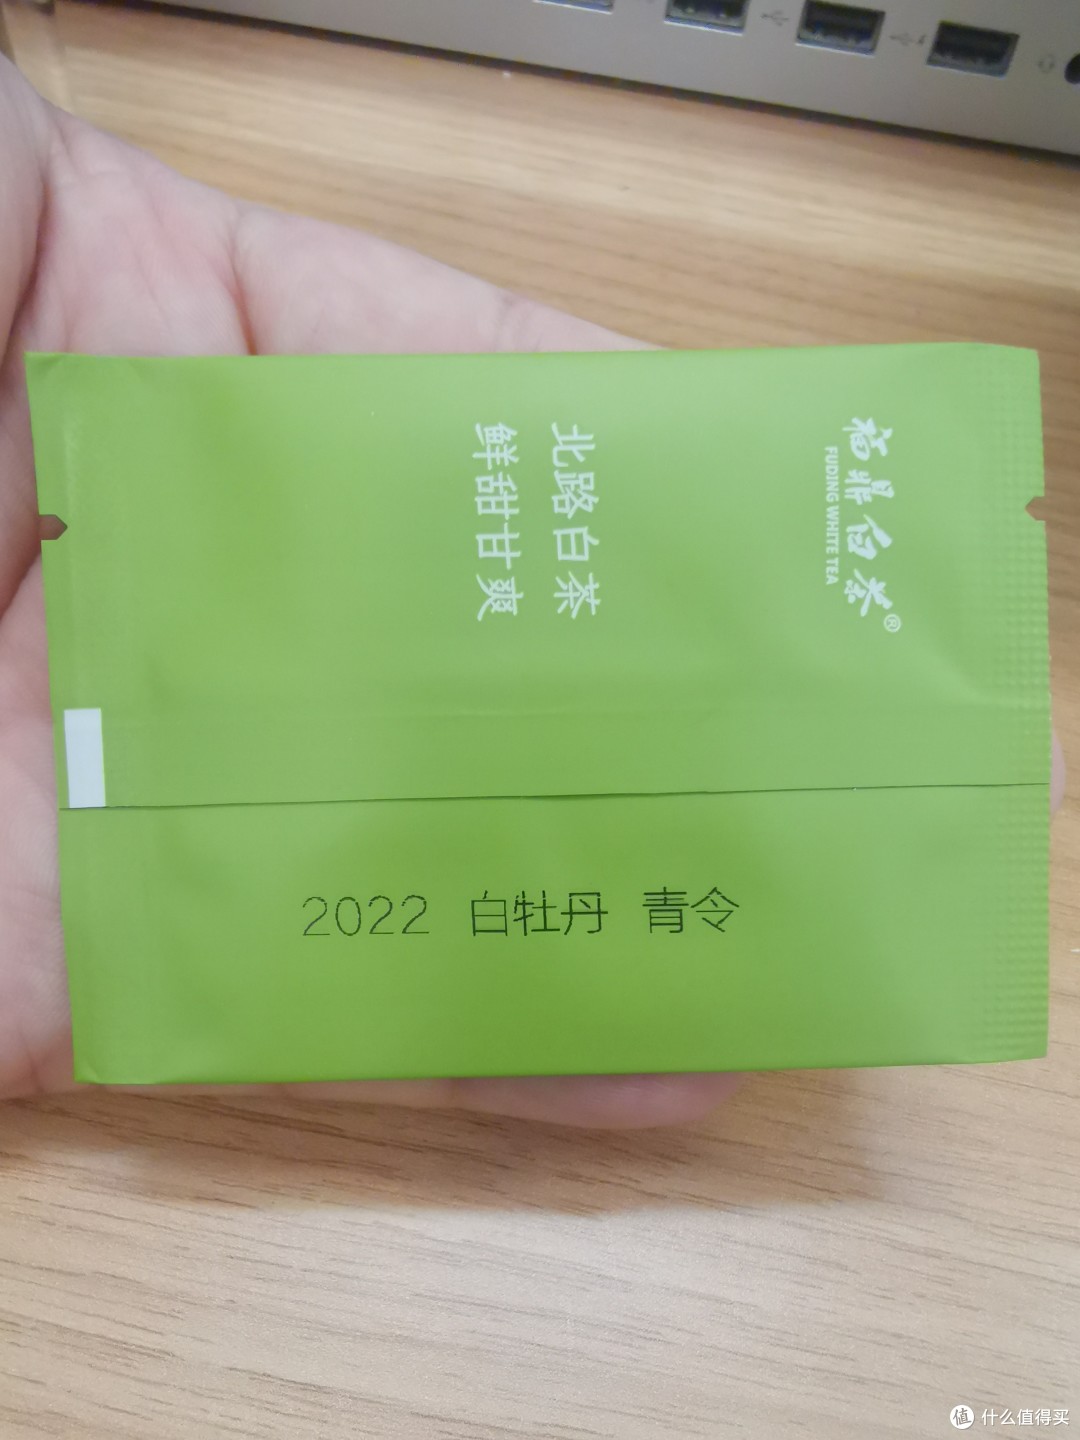 福鼎白茶®
FUDING WHITE TEA
北路白茶
鲜甜甘爽
2022 白牡丹 青令
值 什么值得买